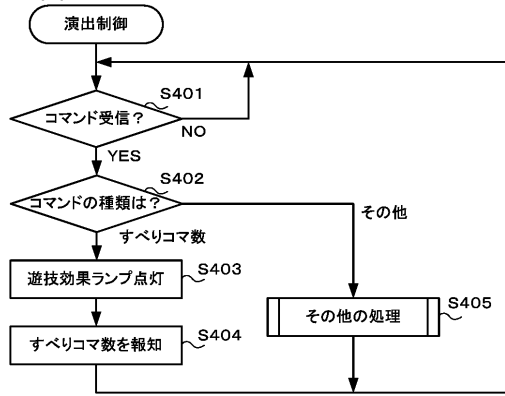 演出制御
S401
コマンド受信？
NO
YES
S402
コマンドの種類は？
その他
すべりコマ数
S403
遊技効果ランプ点灯
S405
その他の処理
S404
すべりコマ数を報知